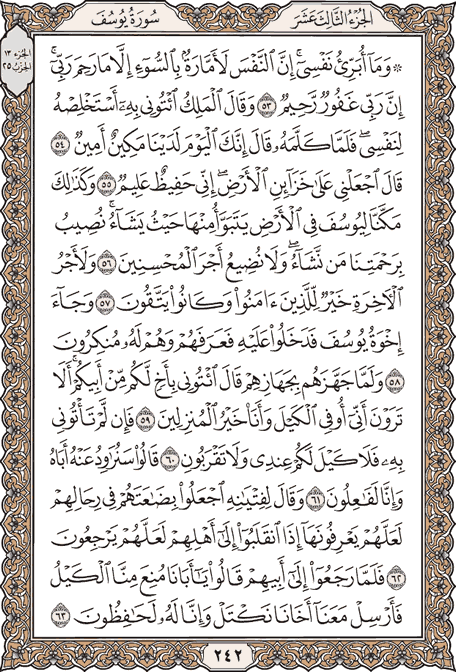 الجزء الثالث عشر
سورة يوسف
الجزء ١٣
الحزب ٢٥
۞ وَمَآ أُبَرِّئُ نَفْسِىٓ ۚ إِنَّ ٱلنَّفْسَ لَأَمَّارَةٌۢ بِٱلسُّوٓءِ إِلَّا مَا رَحِمَ رَبِّىٓ ۚ
إِنَّ رَبِّى غَفُورٌ رَّحِيمٌ ٥٣ وَقَالَ ٱلْمَلِكُ ٱئْتُونِى بِهِۦٓ أَسْتَخْلِصْهُ
لِنَفْسِى ۖ فَلَمَّا كَلَّمَهُۥ قَالَ إِنَّكَ ٱلْيَوْمَ لَدَيْنَا مَكِينٌ أَمِينٌ ٥٤
قَالَ ٱجْعَلْنِى عَلَىٰ خَزَآئِنِ ٱلْأَرْضِ ۖ إِنِّى حَفِيظٌ عَلِيمٌ ٥٥ وَكَذَٰلِكَ
مَكَّنَّا لِيُوسُفَ فِى ٱلْأَرْضِ يَتَبَوَّأُ مِنْهَا حَيْثُ يَشَآءُ ۚ نُصِيبُ
بِرَحْمَتِنَا مَن نَّشَآءُ ۖ وَلَا نُضِيعُ أَجْرَ ٱلْمُحْسِنِينَ ٥٦ وَلَأَجْرُ
ٱلْـَٔاخِرَةِ خَيْرٌ لِّلَّذِينَ ءَامَنُوا۟ وَكَانُوا۟ يَتَّقُونَ ٥٧ وَجَآءَ
إِخْوَةُ يُوسُفَ فَدَخَلُوا۟ عَلَيْهِ فَعَرَفَهُمْ وَهُمْ لَهُۥ مُنكِرُونَ
٥٨ وَلَمَّا جَهَّزَهُم بِجَهَازِهِمْ قَالَ ٱئْتُونِى بِأَخٍ لَّكُم مِّنْ أَبِيكُمْ ۚ أَلَا
تَرَوْنَ أَنِّىٓ أُوفِى ٱلْكَيْلَ وَأَنَا۠ خَيْرُ ٱلْمُنزِلِينَ ٥٩ فَإِن لَّمْ تَأْتُونِى
بِهِۦ فَلَا كَيْلَ لَكُمْ عِندِى وَلَا تَقْرَبُونِ ٦٠ قَالُوا۟ سَنُرَٰوِدُ عَنْهُ أَبَاهُ
وَإِنَّا لَفَٰعِلُونَ ٦١ وَقَالَ لِفِتْيَٰنِهِ ٱجْعَلُوا۟ بِضَٰعَتَهُمْ فِى رِحَالِهِمْ
لَعَلَّهُمْ يَعْرِفُونَهَآ إِذَا ٱنقَلَبُوٓا۟ إِلَىٰٓ أَهْلِهِمْ لَعَلَّهُمْ يَرْجِعُونَ
٦٢ فَلَمَّا رَجَعُوٓا۟ إِلَىٰٓ أَبِيهِمْ قَالُوا۟ يَٰٓأَبَانَا مُنِعَ مِنَّا ٱلْكَيْلُ
فَأَرْسِلْ مَعَنَآ أَخَانَا نَكْتَلْ وَإِنَّا لَهُۥ لَحَٰفِظُونَ ٦٣
٢٤٢